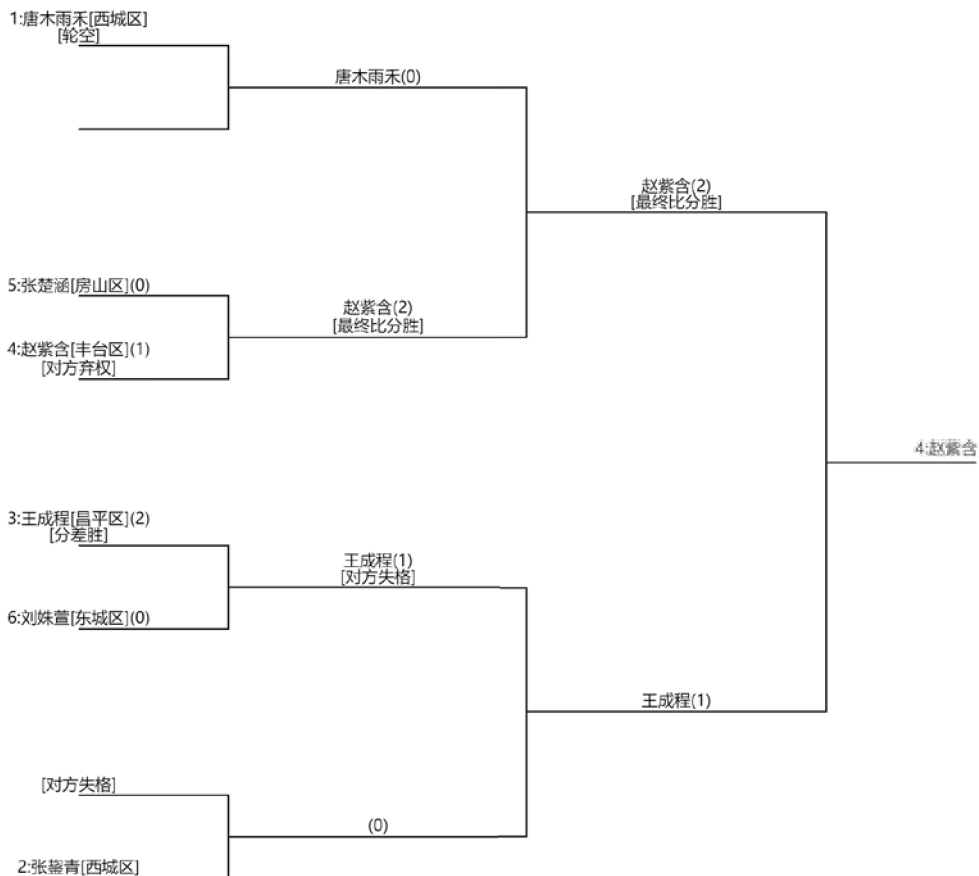 1:唐木雨禾[西城区]
[轮空]
唐木雨禾(0)
赵紫含(2)
[最终比分胜]
5:张楚涵[房山区](0)
赵紫含(2)
[最终比分胜]
4:赵紫含[丰台区](1)
[对方弃权]
4:赵紫含
3:王成程[昌平区](2)
[分差胜]
王成程(1)
[对方失格]
6:刘姝萱[东城区](0)
王成程(1)
[对方失格]
(0)
2:张鋆青[西城区]